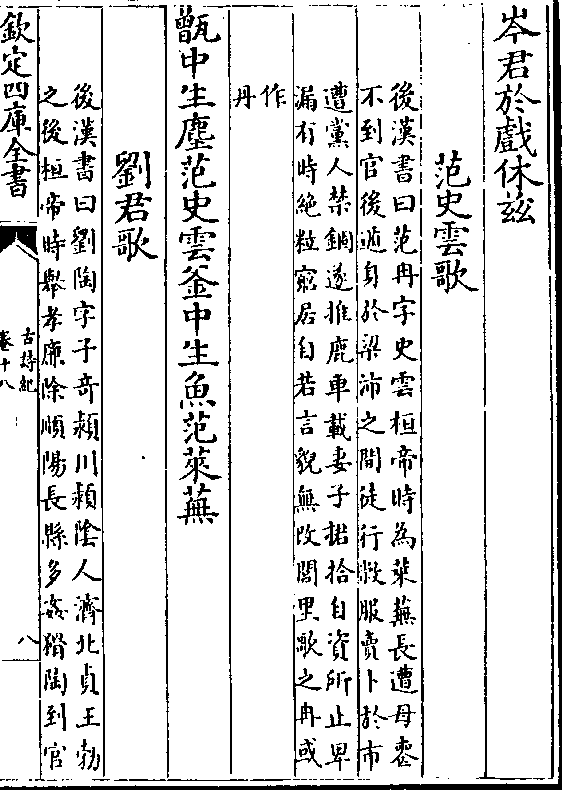 岑君於戲休兹
范史雲歌
後漢書曰范冉字史雲桓帝時為萊蕪長遭母喪
不到官後遁身於梁沛之間徒行敝服賣卜於市
遭黨人禁錮遂推鹿車載妻子捃拾自資所止卑
漏有時絶粒窮居自若言貌無改閭里歌之冉或
作丹
甑中生塵范史雲釜中生魚范萊蕪
劉君歌
後漢書曰劉陶字子竒潁川潁隂人濟北貞王勃
之後桓帝時舉孝廉除順陽長縣多姦猾陶到官
欽定四庫全書
古詩紀
卷十八
八